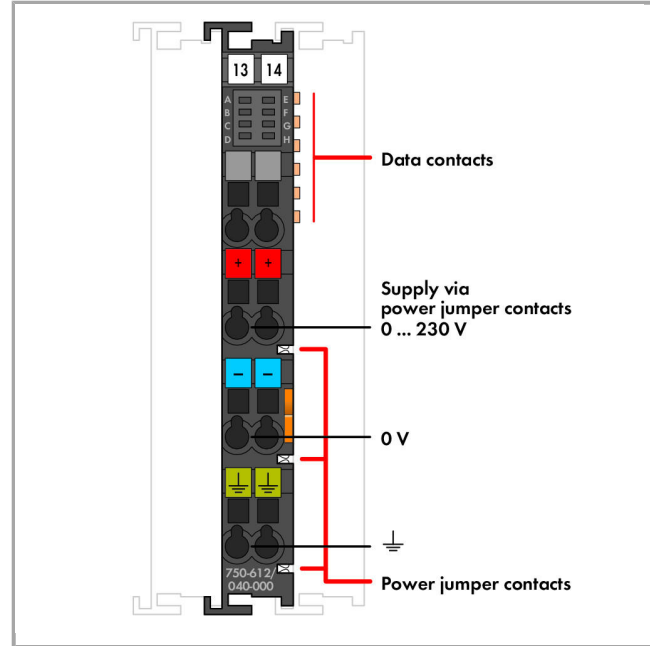 13 14
A E
B F
C G
D H
Data contacts
+ +
Supply via
power jumper contacts
0 ... 230 V
– –
0 V
750-612/
040-000
Power jumper contacts